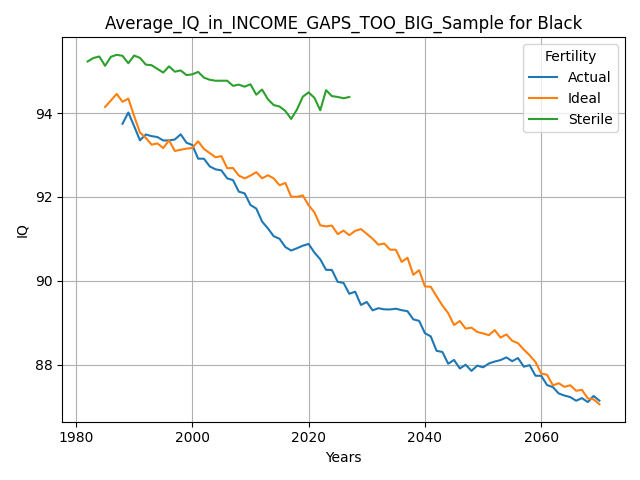 Average_IQ_in_INCOME_GAPS_TOO_BIG_Sample for Black
Fertility
Actual
Ideal
Sterile
IQ
94
92
90
88
1980
2000
2020
2040
2060
Years